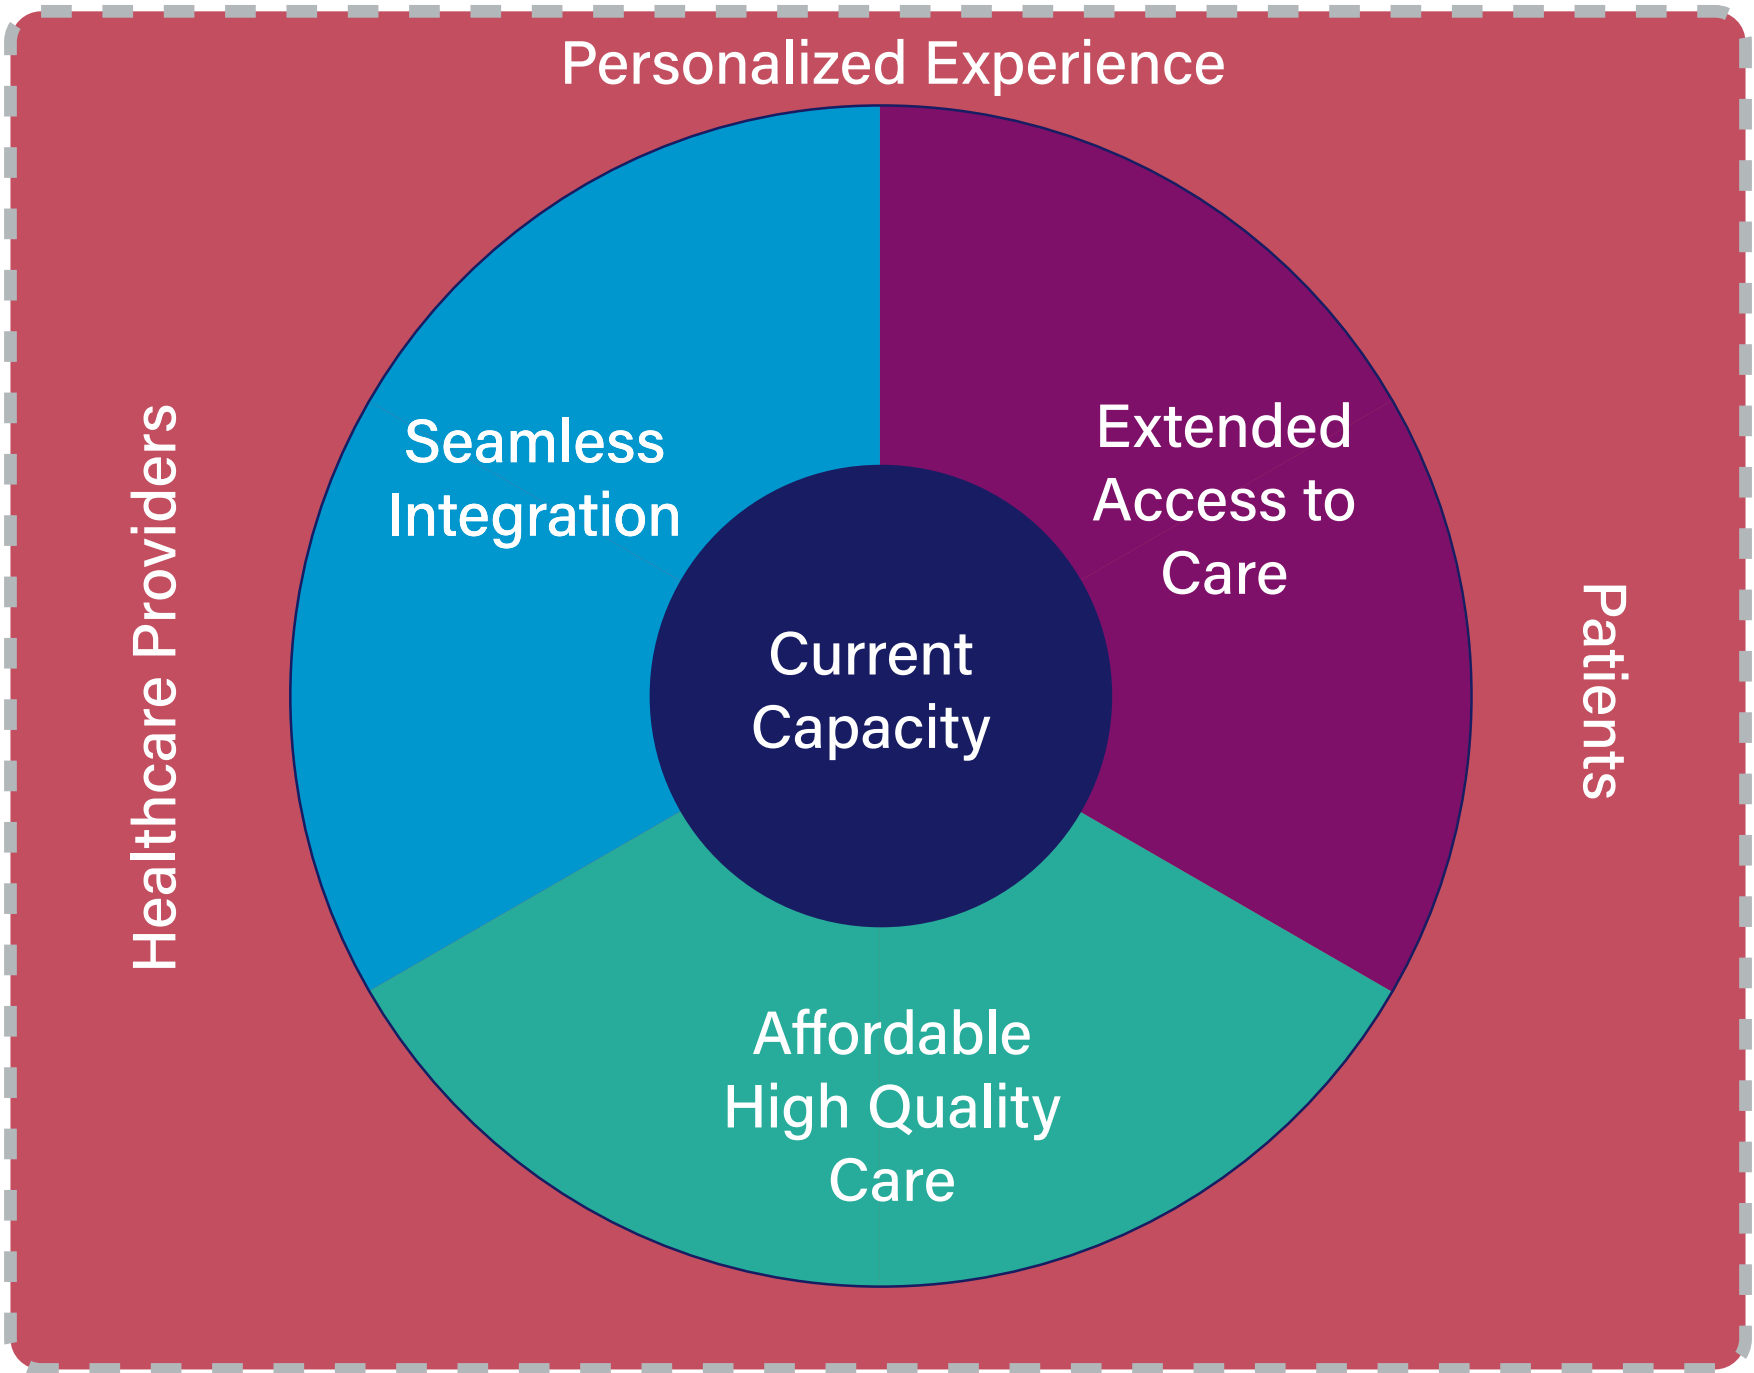 Personalized Experience
Healthcare Providers
Seamless
Integration
Extended
Access to
Care
Current
Capacity
Patients
Affordable
High Quality
Care